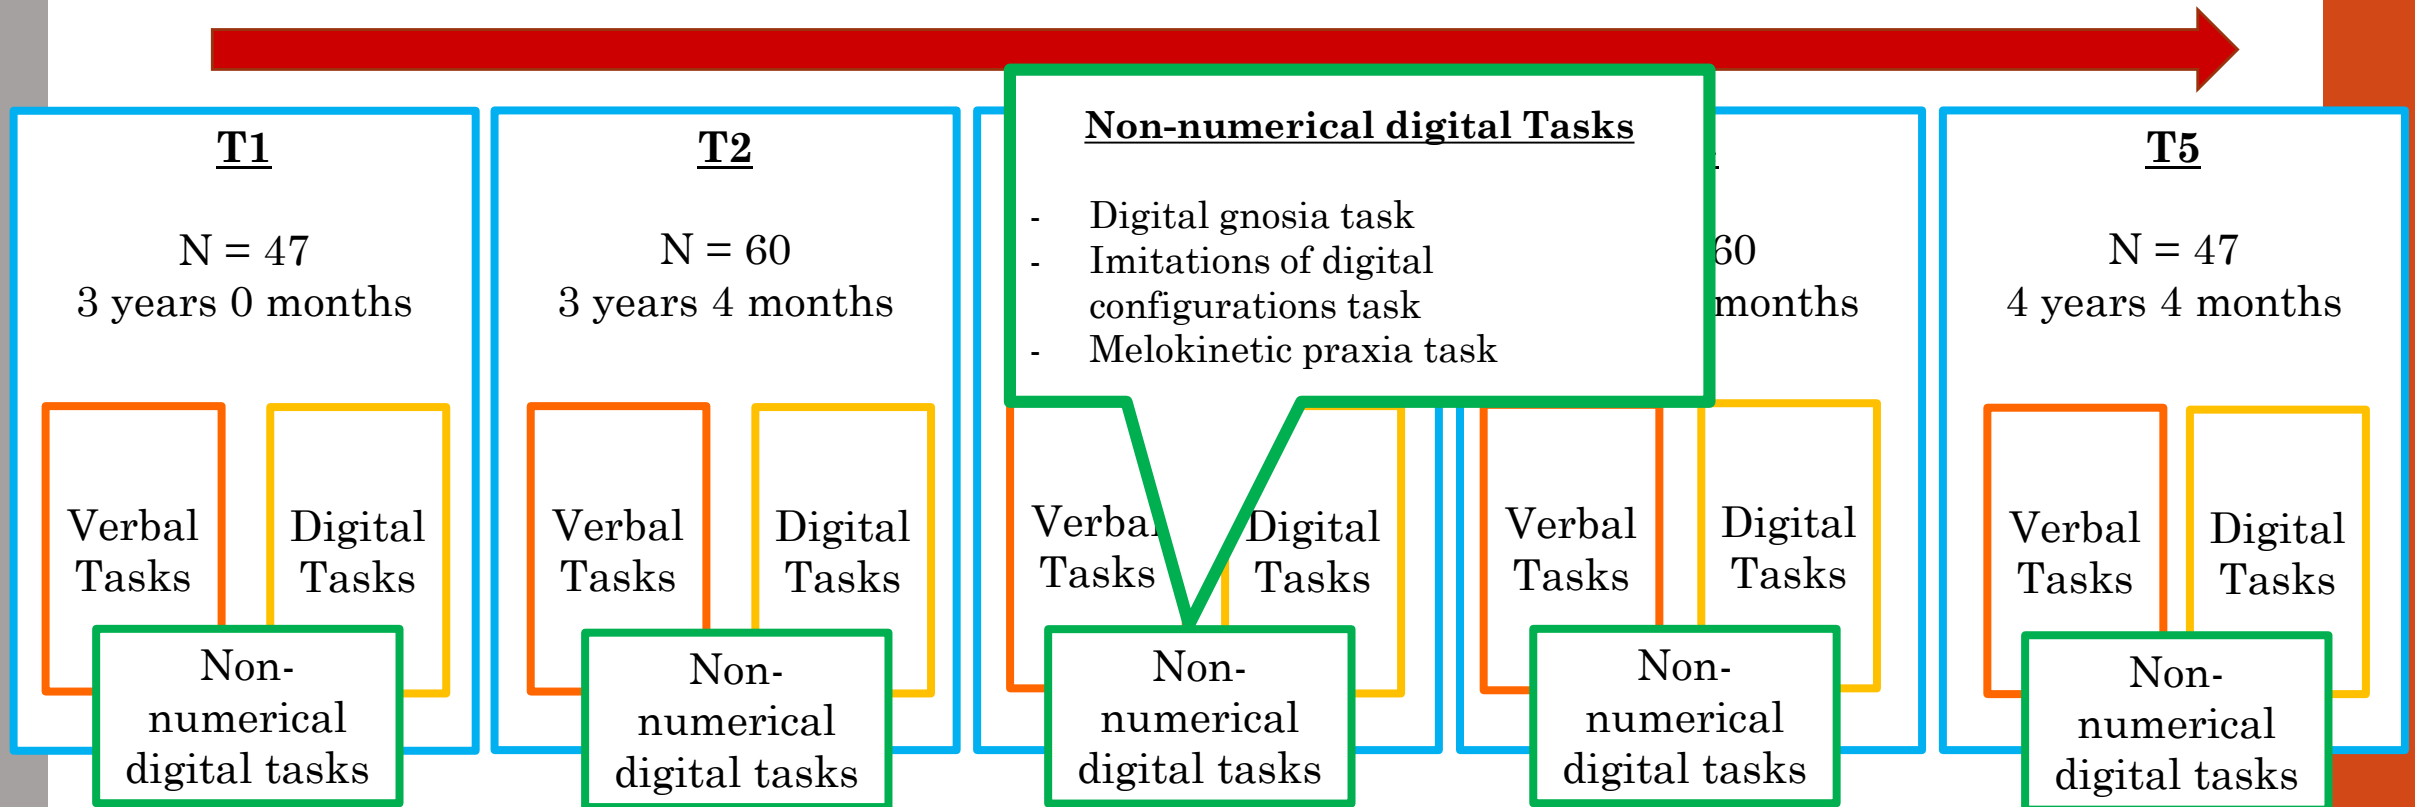 T1
N = 47
3 years 0 months
Verbal
Tasks
Digital
Tasks
Non-
numerical
digital tasks
T2
N = 60
3 years 4 months
Verbal
Tasks
Digital
Tasks
Non-
numerical
digital tasks
Non-numerical digital Tasks
- Digital gnosia task
- Imitations of digital
configurations task
- Melokinetic praxia task
Verbal
Tasks
Digital
Tasks
Non-
numerical
digital tasks
60
months
Verbal
Tasks
Digital
Tasks
Non-
numerical
digital tasks
T5
N = 47
4 years 4 months
Verbal
Tasks
Digital
Tasks
Non-
numerical
digital tasks